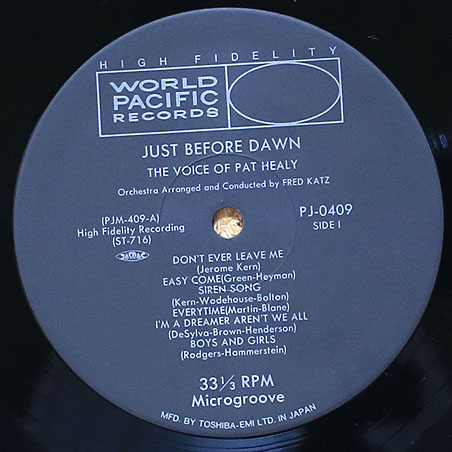 HIGH FIDELITY
WORLD
PACIFIC
RECORDS
JUST BEFORE DAWN
THE VOICE OF PAT HEALY
Orchestra Arranged and Conducted by FRED KATZ
(PJM-409-A)
High Fidelity Recording
(ST-716)
PJ-0409
SIDE I
DON'T EVER LEAVE ME
(Jerome Kern)
EASY COME(Green-Heyman)
SIREN SONG
(Kern-Wodehouse-Bolton)
EVERYTIME(Martin-Blane)
I'M A DREAMER AREN'T WE ALL
(DeSylva-Brown-Henderson)
BOYS AND GIRLS
(Rodgers-Hammerstein)
33⅓ RPM
Microgroove
MFD. BY TOSHIBA-EMI LTD. IN JAPAN